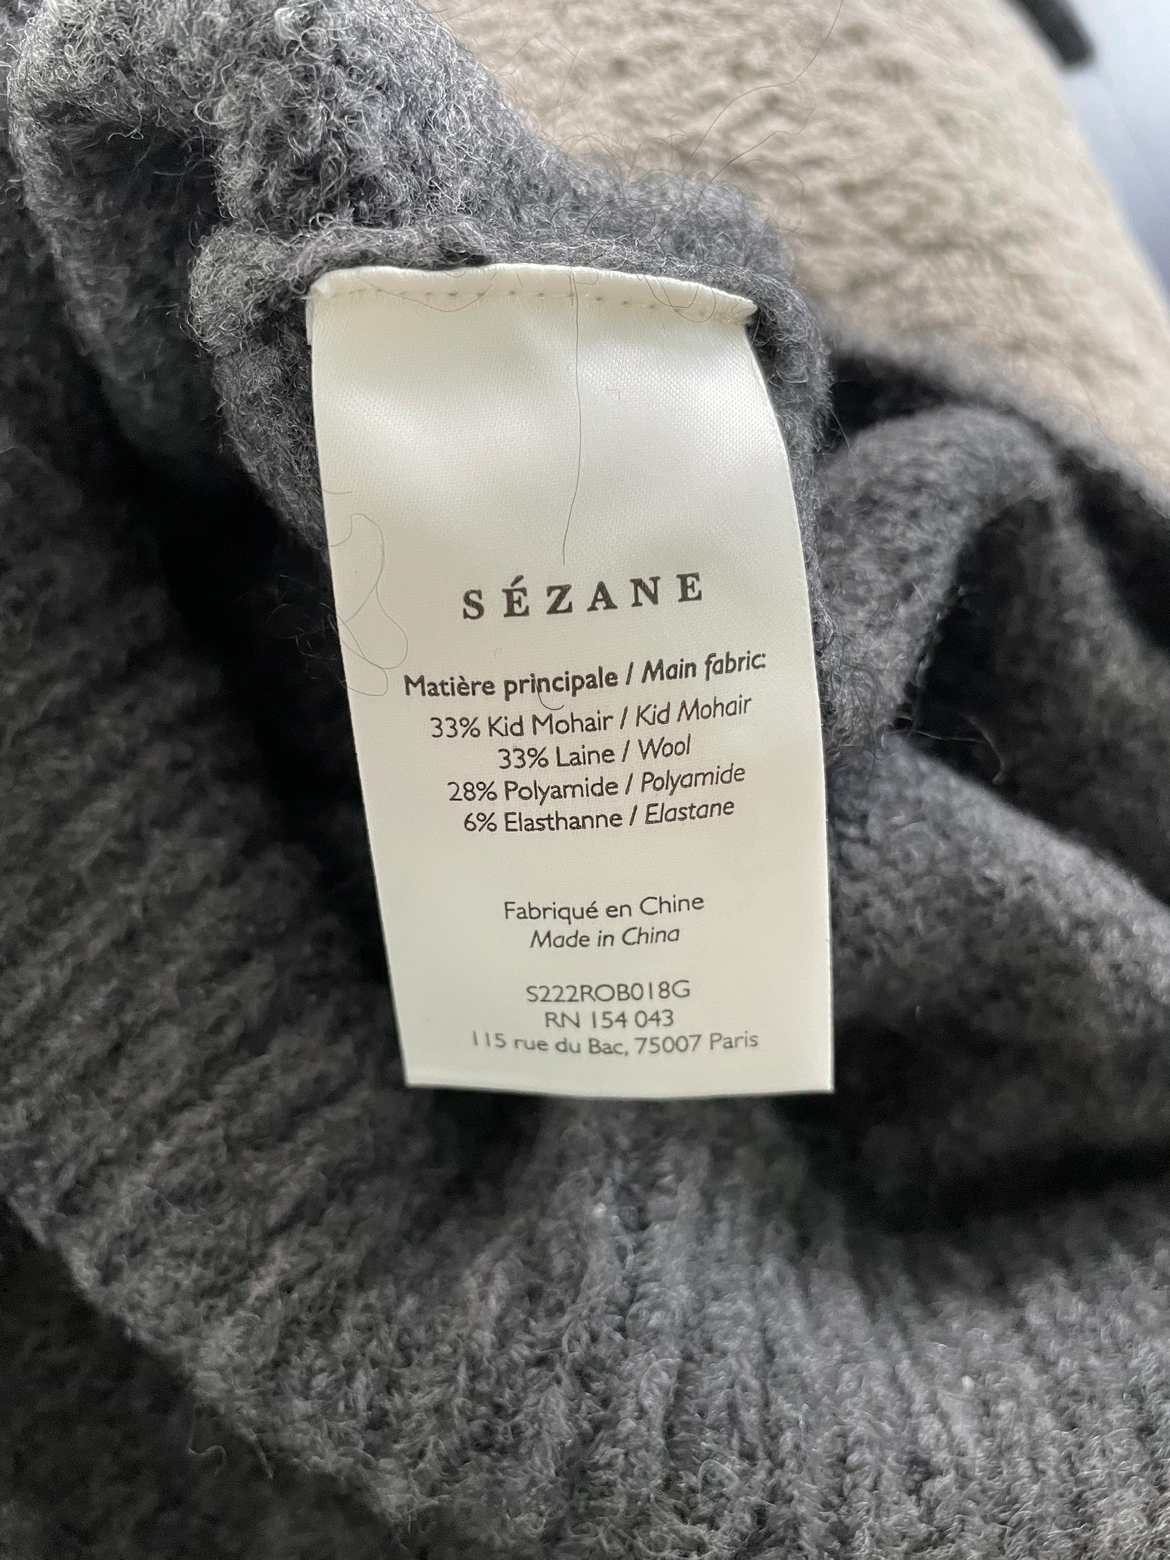 SÉZANE
Matière principale / Main fabric:
33% Kid Mohair / Kid Mohair
33% Laine / Wool
28% Polyamide / Polyamide
6% Elasthanne / Elastane
Fabriqué en Chine
Made in China
S222ROB018G
RN 154 043
115 rue du Bac, 75007 Paris